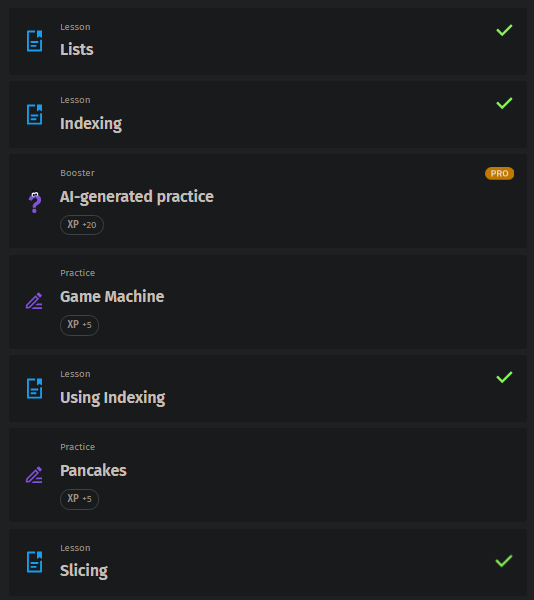 Lesson
Lists
Lesson
Indexing
Booster
PRO
AI-generated practice
XP +20
Practice
Game Machine
XP +5
Lesson
Using Indexing
Practice
Pancakes
XP +5
Lesson
Slicing